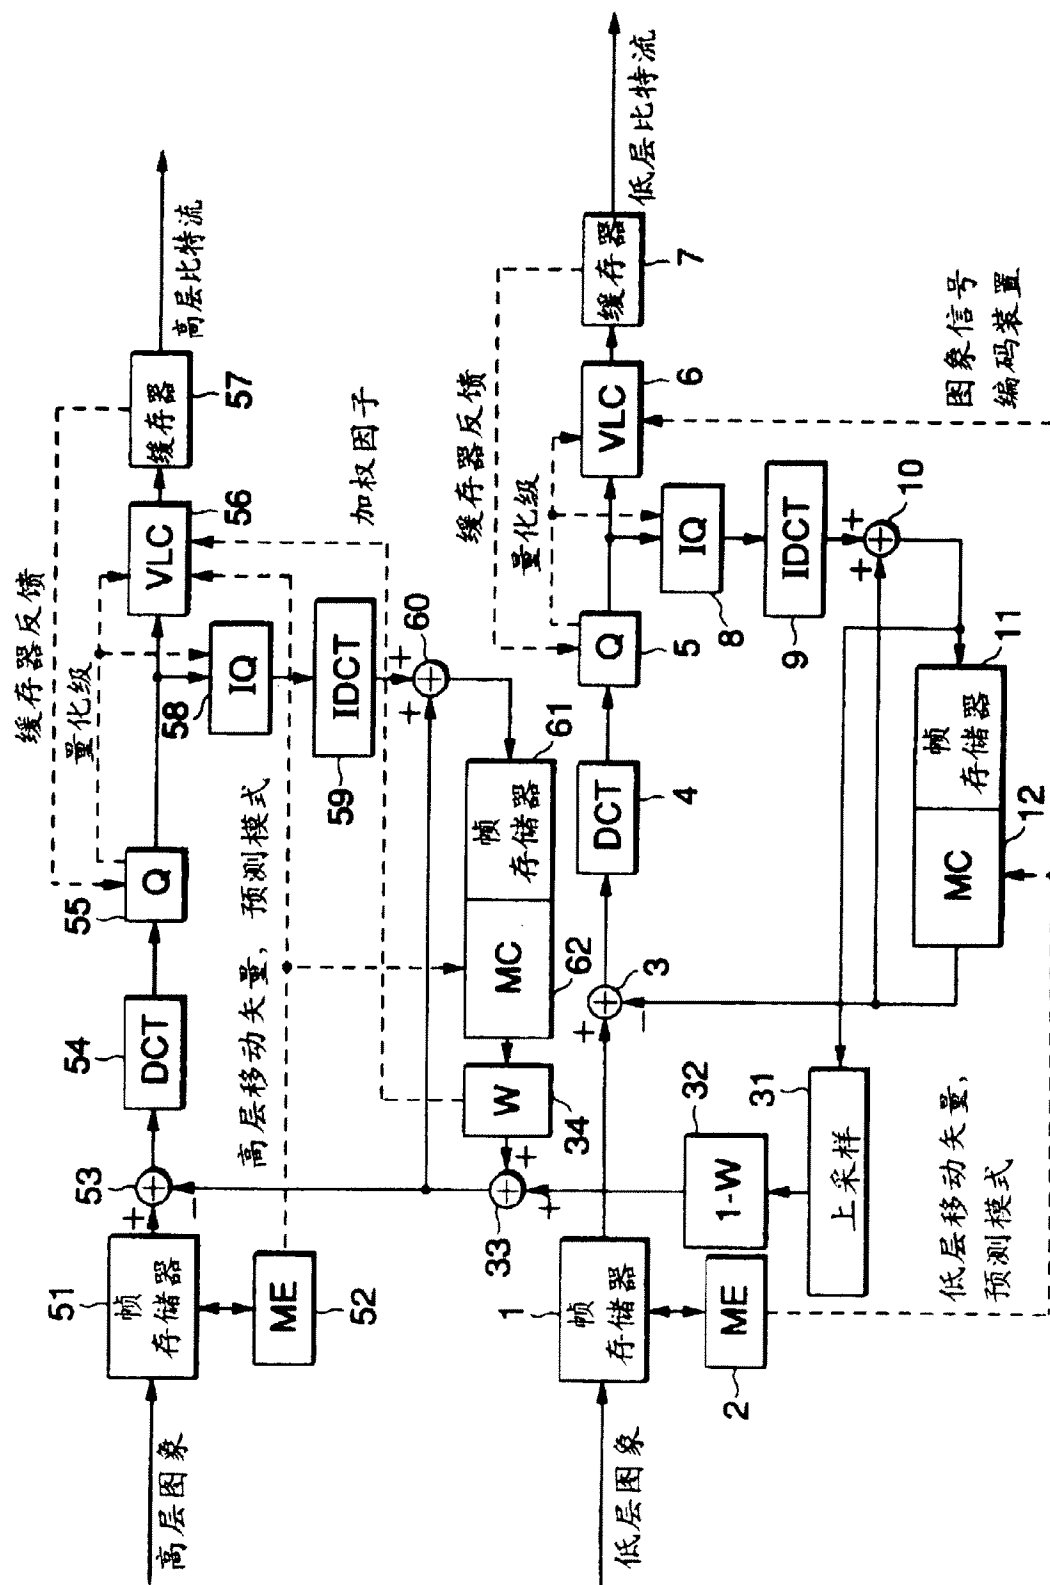 高层图象
帧
存储器
51
ME
52
53
+
−
DCT
54
Q
55
缓存器反馈
量化级
VLC
56
缓存器
57
高层比特流
IQ
58
IDCT
59
+
+
60
帧
存储器
61
MC
62
W
34
+
+
33
加权因子
高层移动矢量, 预测模式
低层图象
帧
存储器
1
ME
2
+
−
3
DCT
4
Q
5
缓存器反馈
量化级
VLC
6
缓存器
7
低层比特流
IQ
8
IDCT
9
+
+
10
帧
存储器
11
MC
12
1-W
32
上采样
31
低层移动矢量,
预测模式
图象信号
编码装置